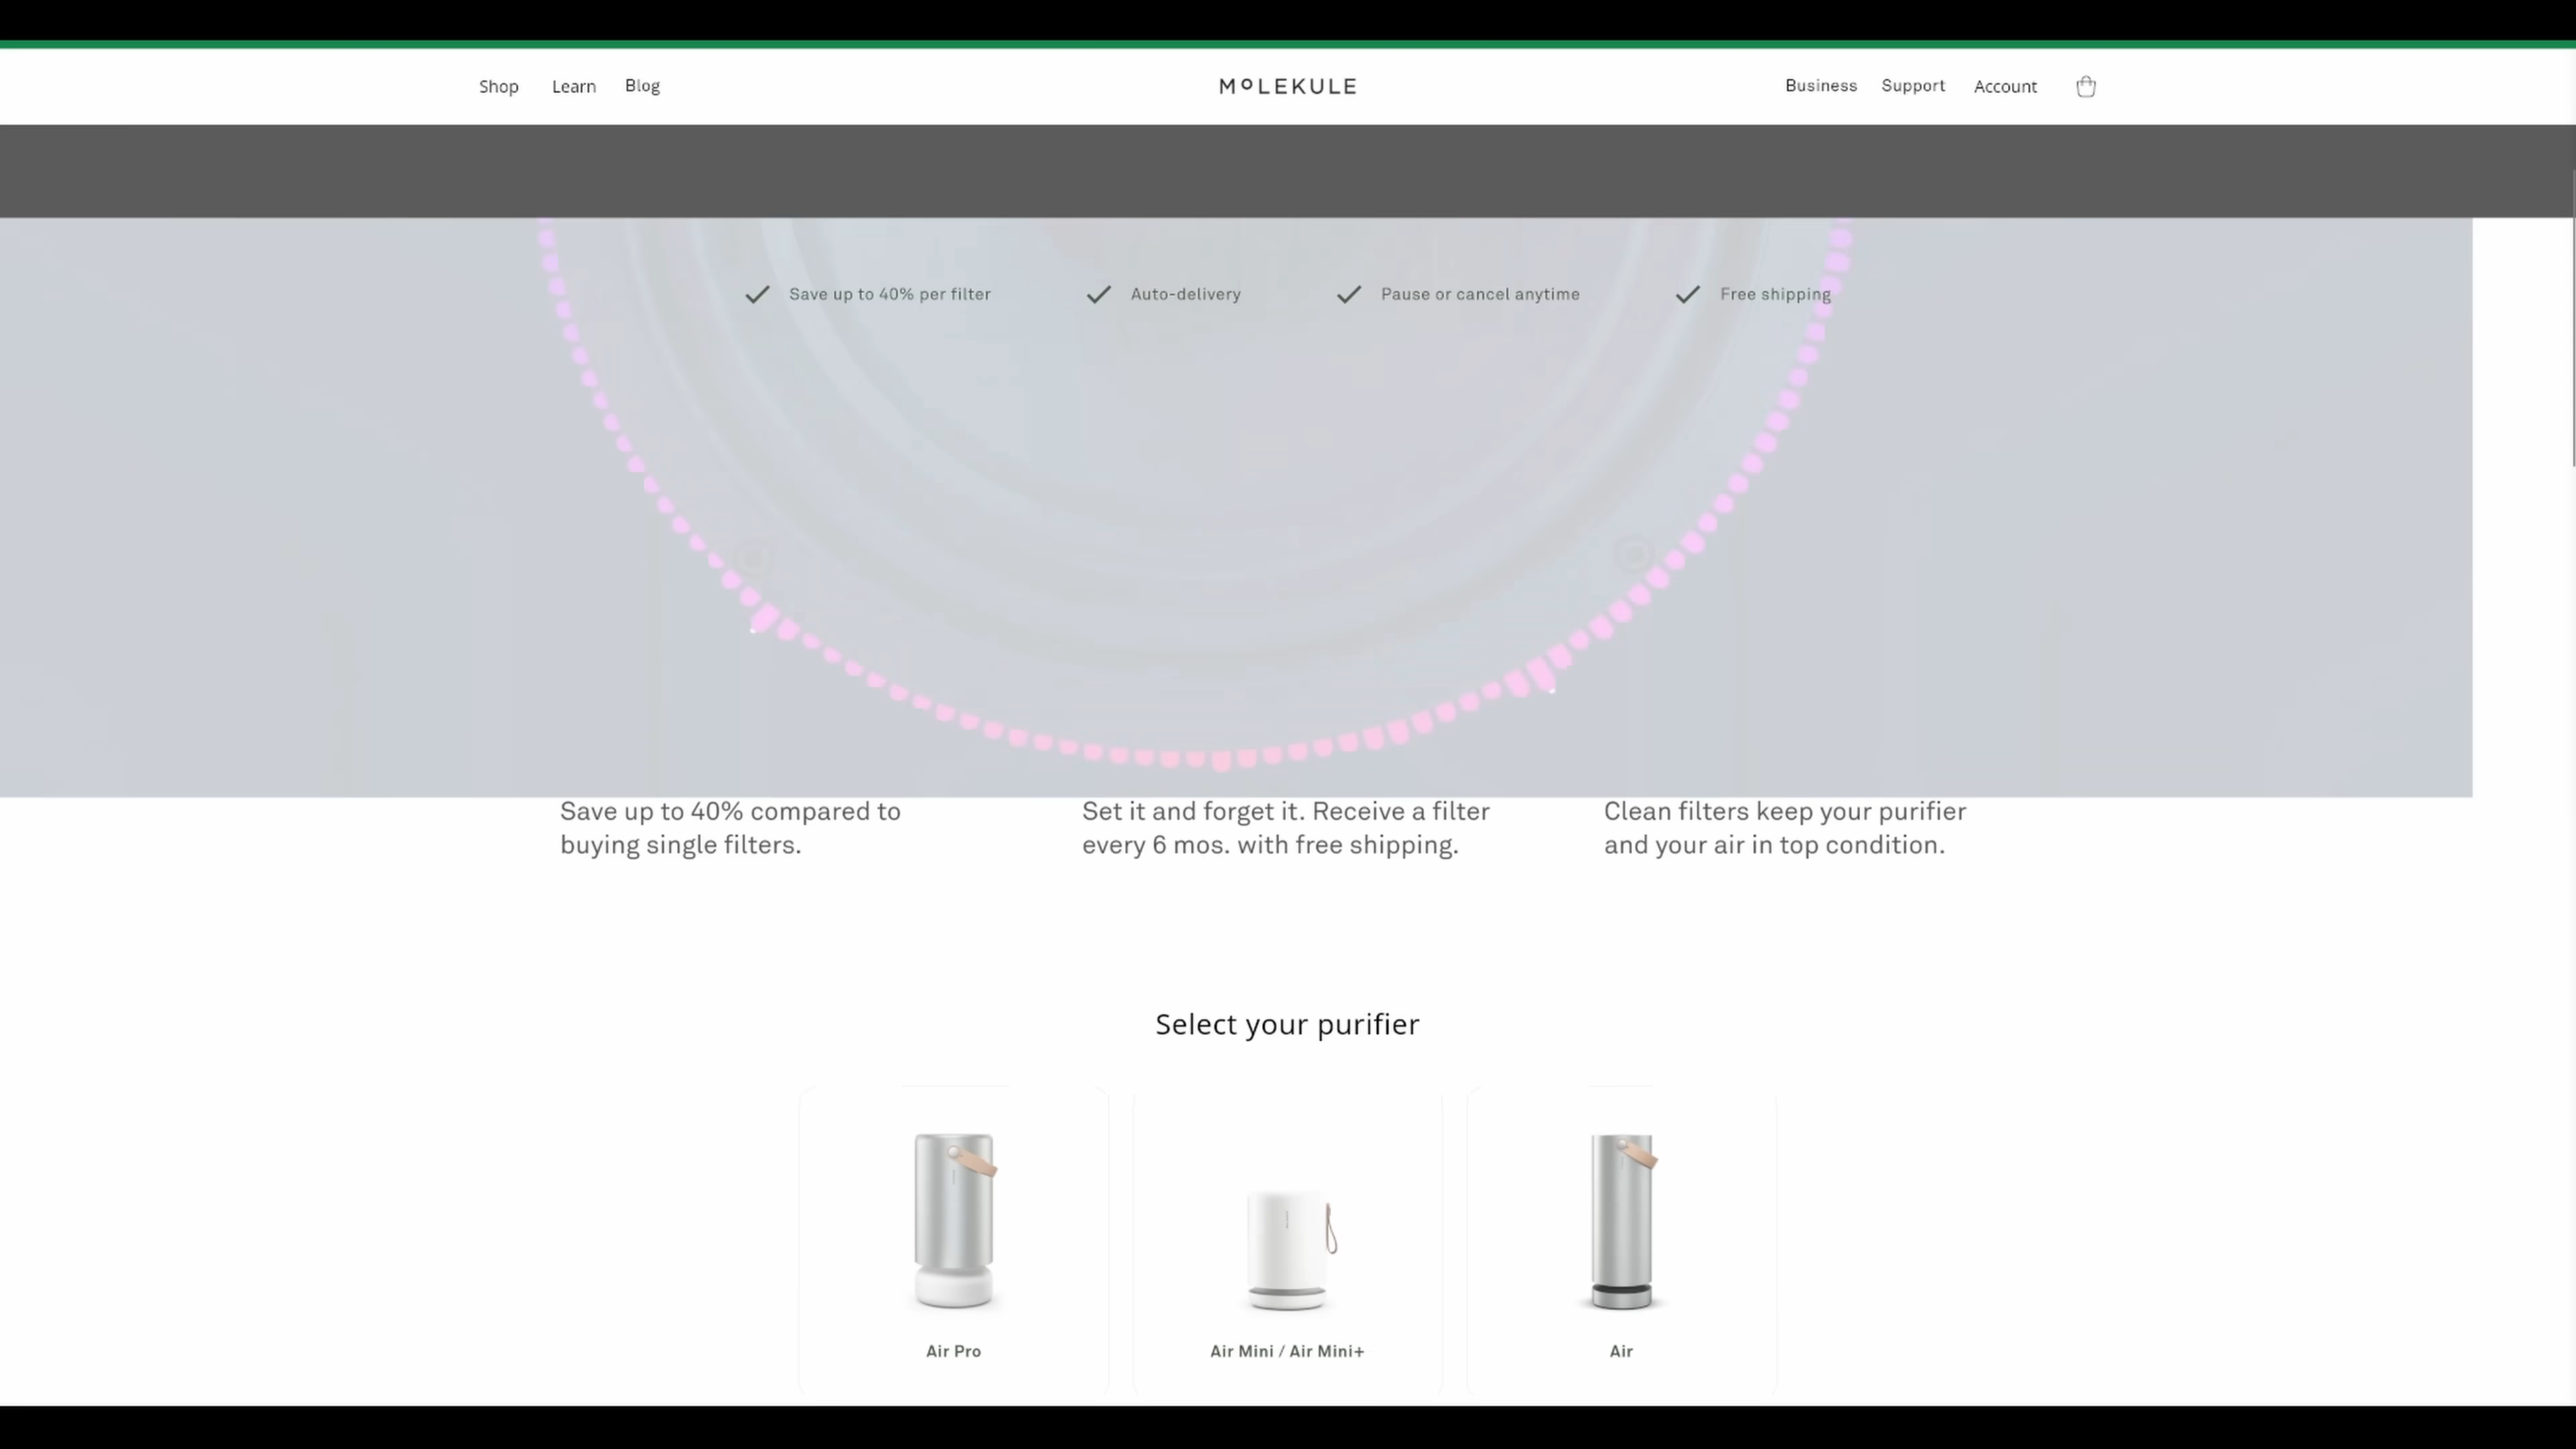 Shop Learn Blog MOLEKULE Business Support Account
Save up to 40% per filter Auto-delivery Pause or cancel anytime Free shipping
Save up to 40% compared to
buying single filters.
Set it and forget it. Receive a filter
every 6 mos. with free shipping.
Clean filters keep your purifier
and your air in top condition.
Select your purifier
Air Pro
Air Mini / Air Mini+
Air